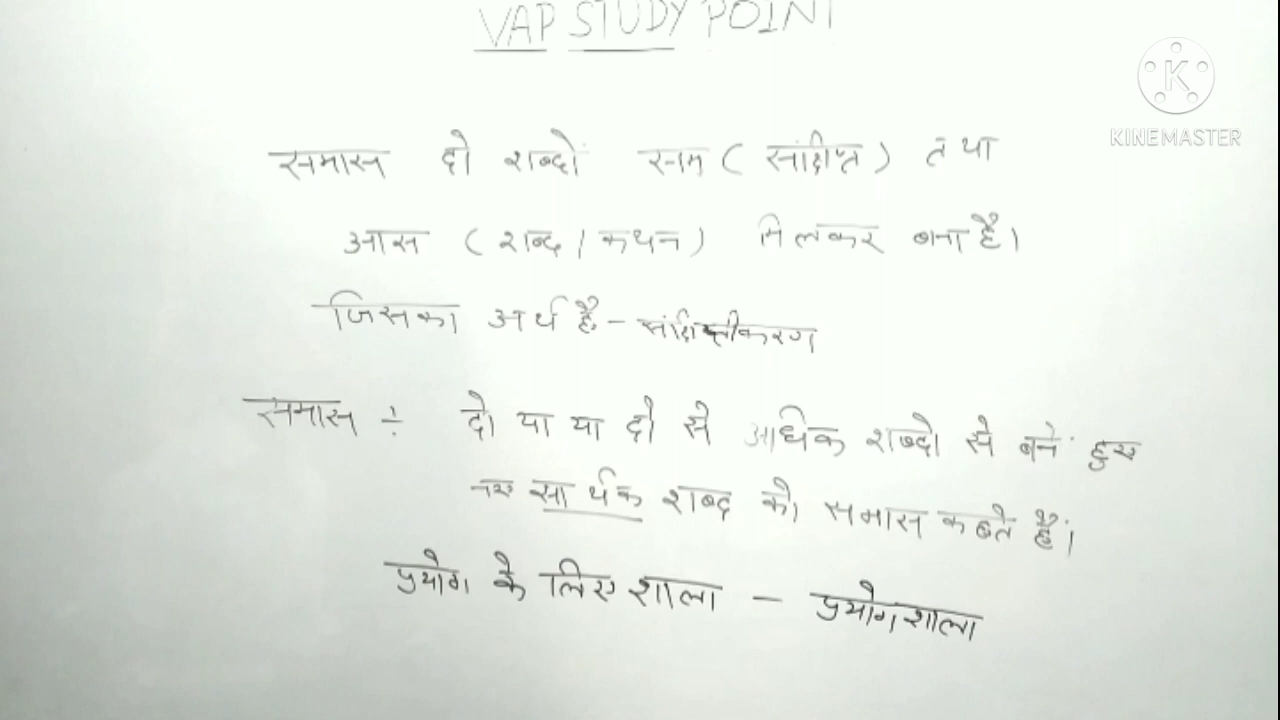 VAP STUDY POINT
K
KINEMASTER
समास दो शब्दों सम ( सांक्षिप्त ) तथा
आस ( शब्द / कथन ) मिलकर बना है।
जिसका अर्थ है - सांक्षिप्तीकरण
समास ÷ दो या या दो से अधिक शब्दो से बने हुए
नए सार्थक शब्द को समास कहते हैं।
प्रयोग के लिए शाला - प्रयोगशाला